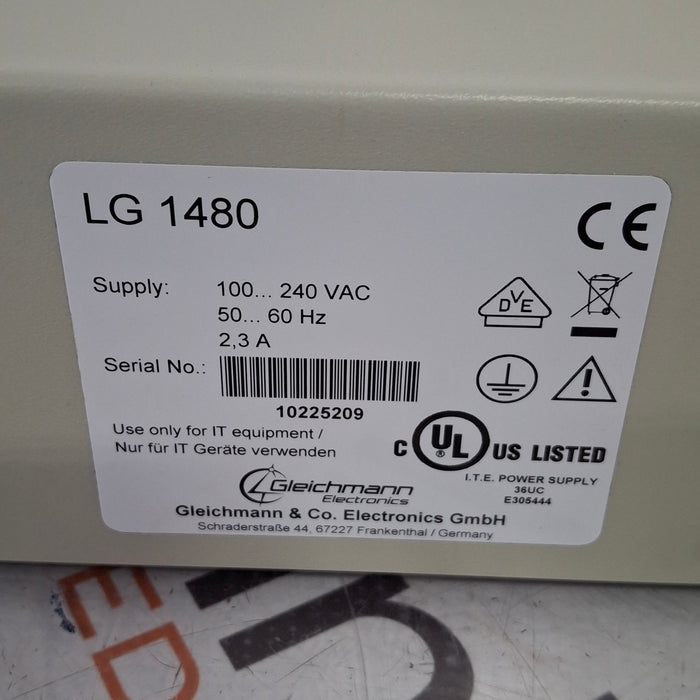 LG 1480
CE
Supply: 100... 240 VAC
50... 60 Hz
2,3 A
DVE
Serial No.:
10225209
Use only for IT equipment /
Nur für IT Geräte verwenden
C UL® US LISTED
I.T.E. POWER SUPPLY
36UC
E305444
Gleichmann
Electronics
Gleichmann & Co. Electronics GmbH
Schraderstraße 44, 67227 Frankenthal / Germany